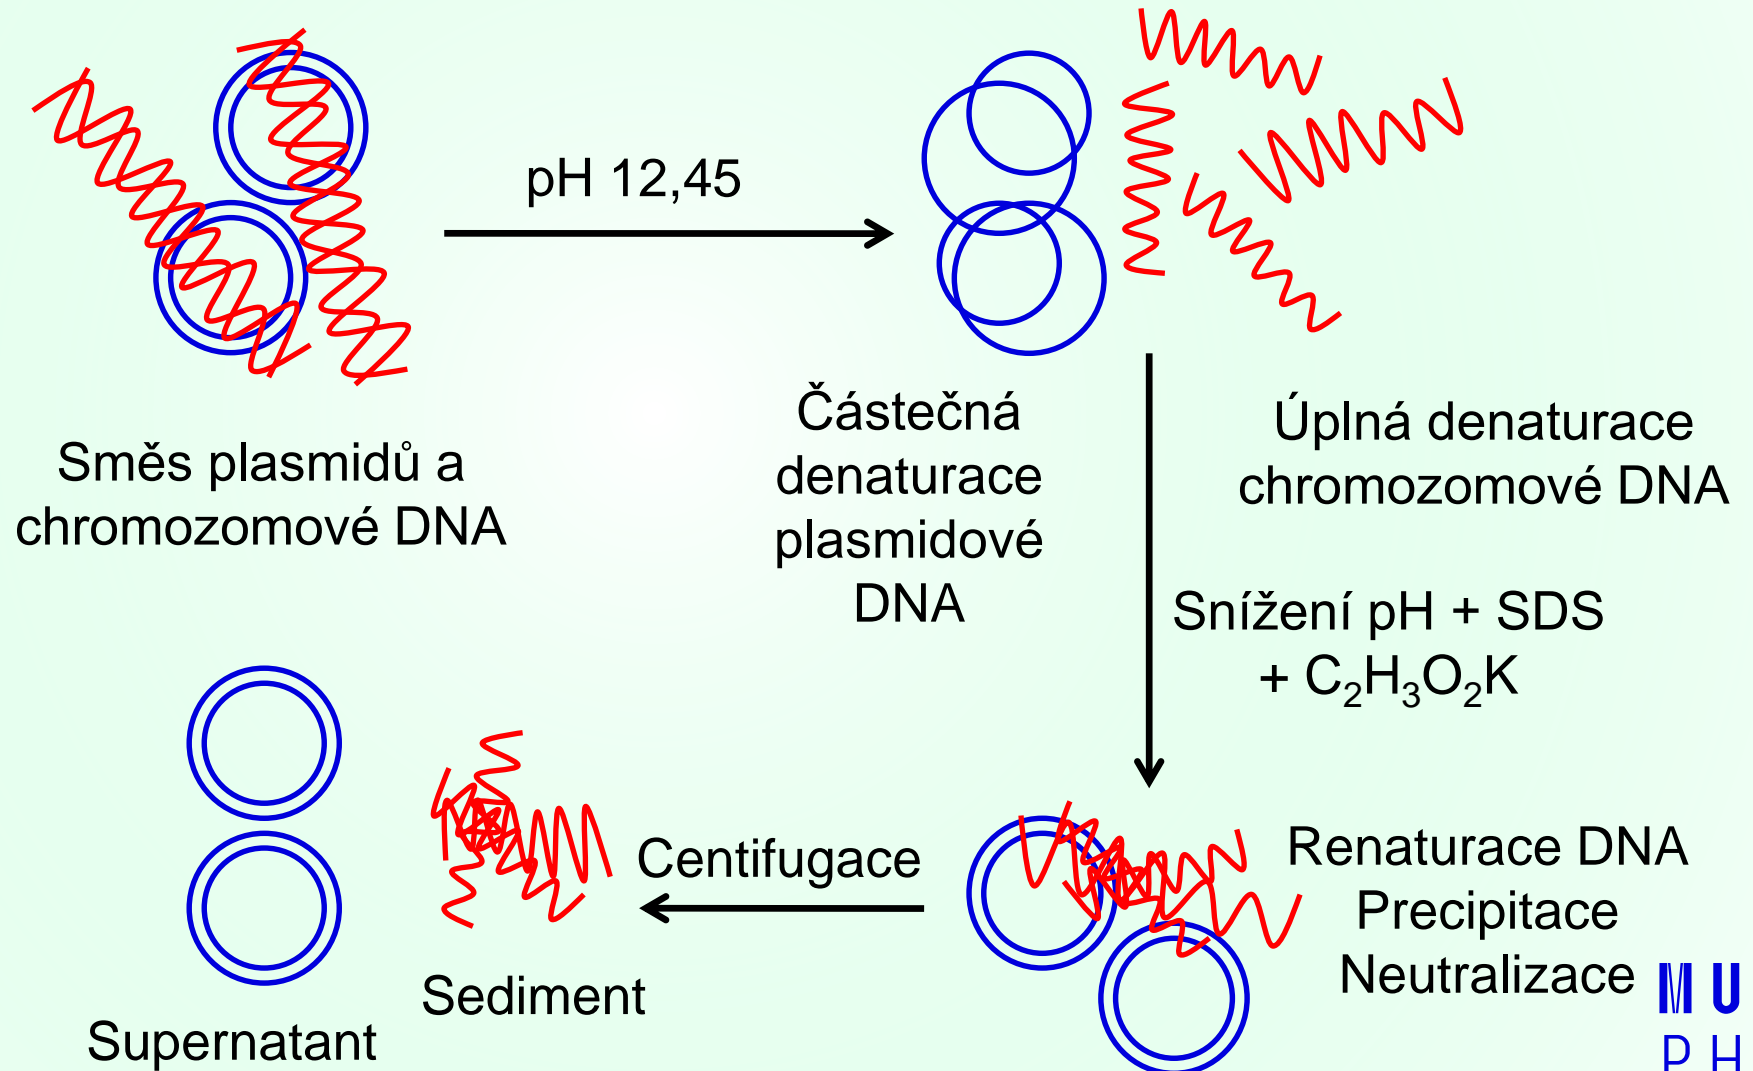 pH 12,45
Směs plasmidů a
chromozomové DNA
Částečná
denaturace
plasmidové
DNA
Úplná denaturace
chromozomové DNA
Snížení pH + SDS
+ C₂H₃O₂K
Renaturace DNA
Precipitace
Neutralizace
Centifugace
Sediment
Supernatant
MU
PH